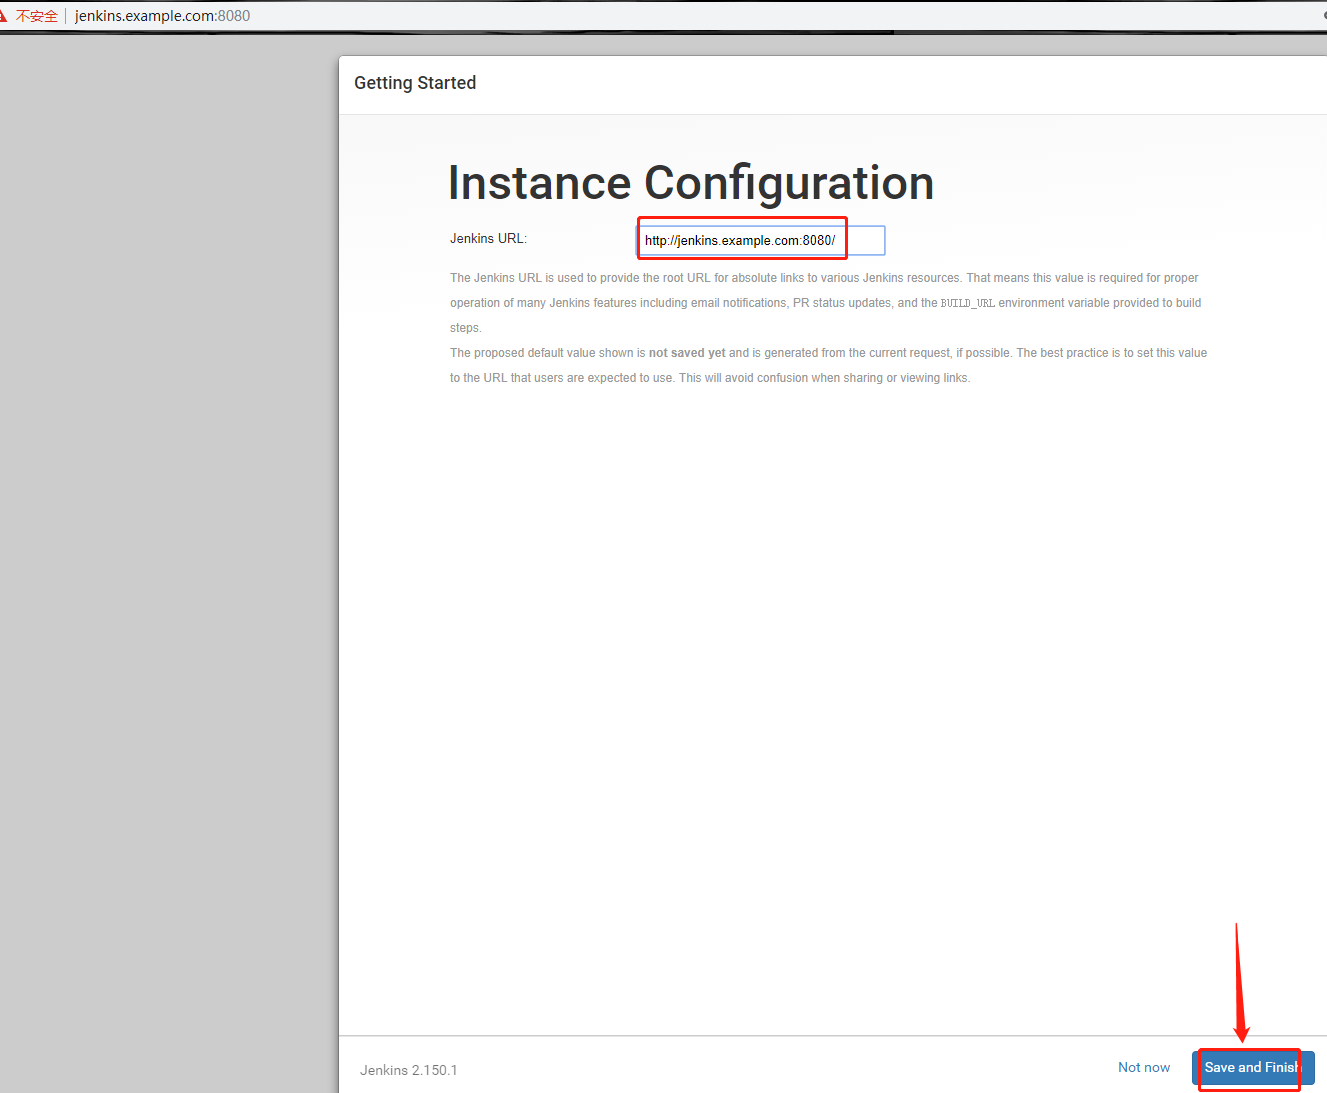 不安全 jenkins.example.com:8080
Getting Started
Instance Configuration
Jenkins URL: http://jenkins.example.com:8080/
The Jenkins URL is used to provide the root URL for absolute links to various Jenkins resources. That means this value is required for proper
operation of many Jenkins features including email notifications, PR status updates, and the BUILD_URL environment variable provided to build
steps.
The proposed default value shown is not saved yet and is generated from the current request, if possible. The best practice is to set this value
to the URL that users are expected to use. This will avoid confusion when sharing or viewing links.
Jenkins 2.150.1 Not now Save and Finish